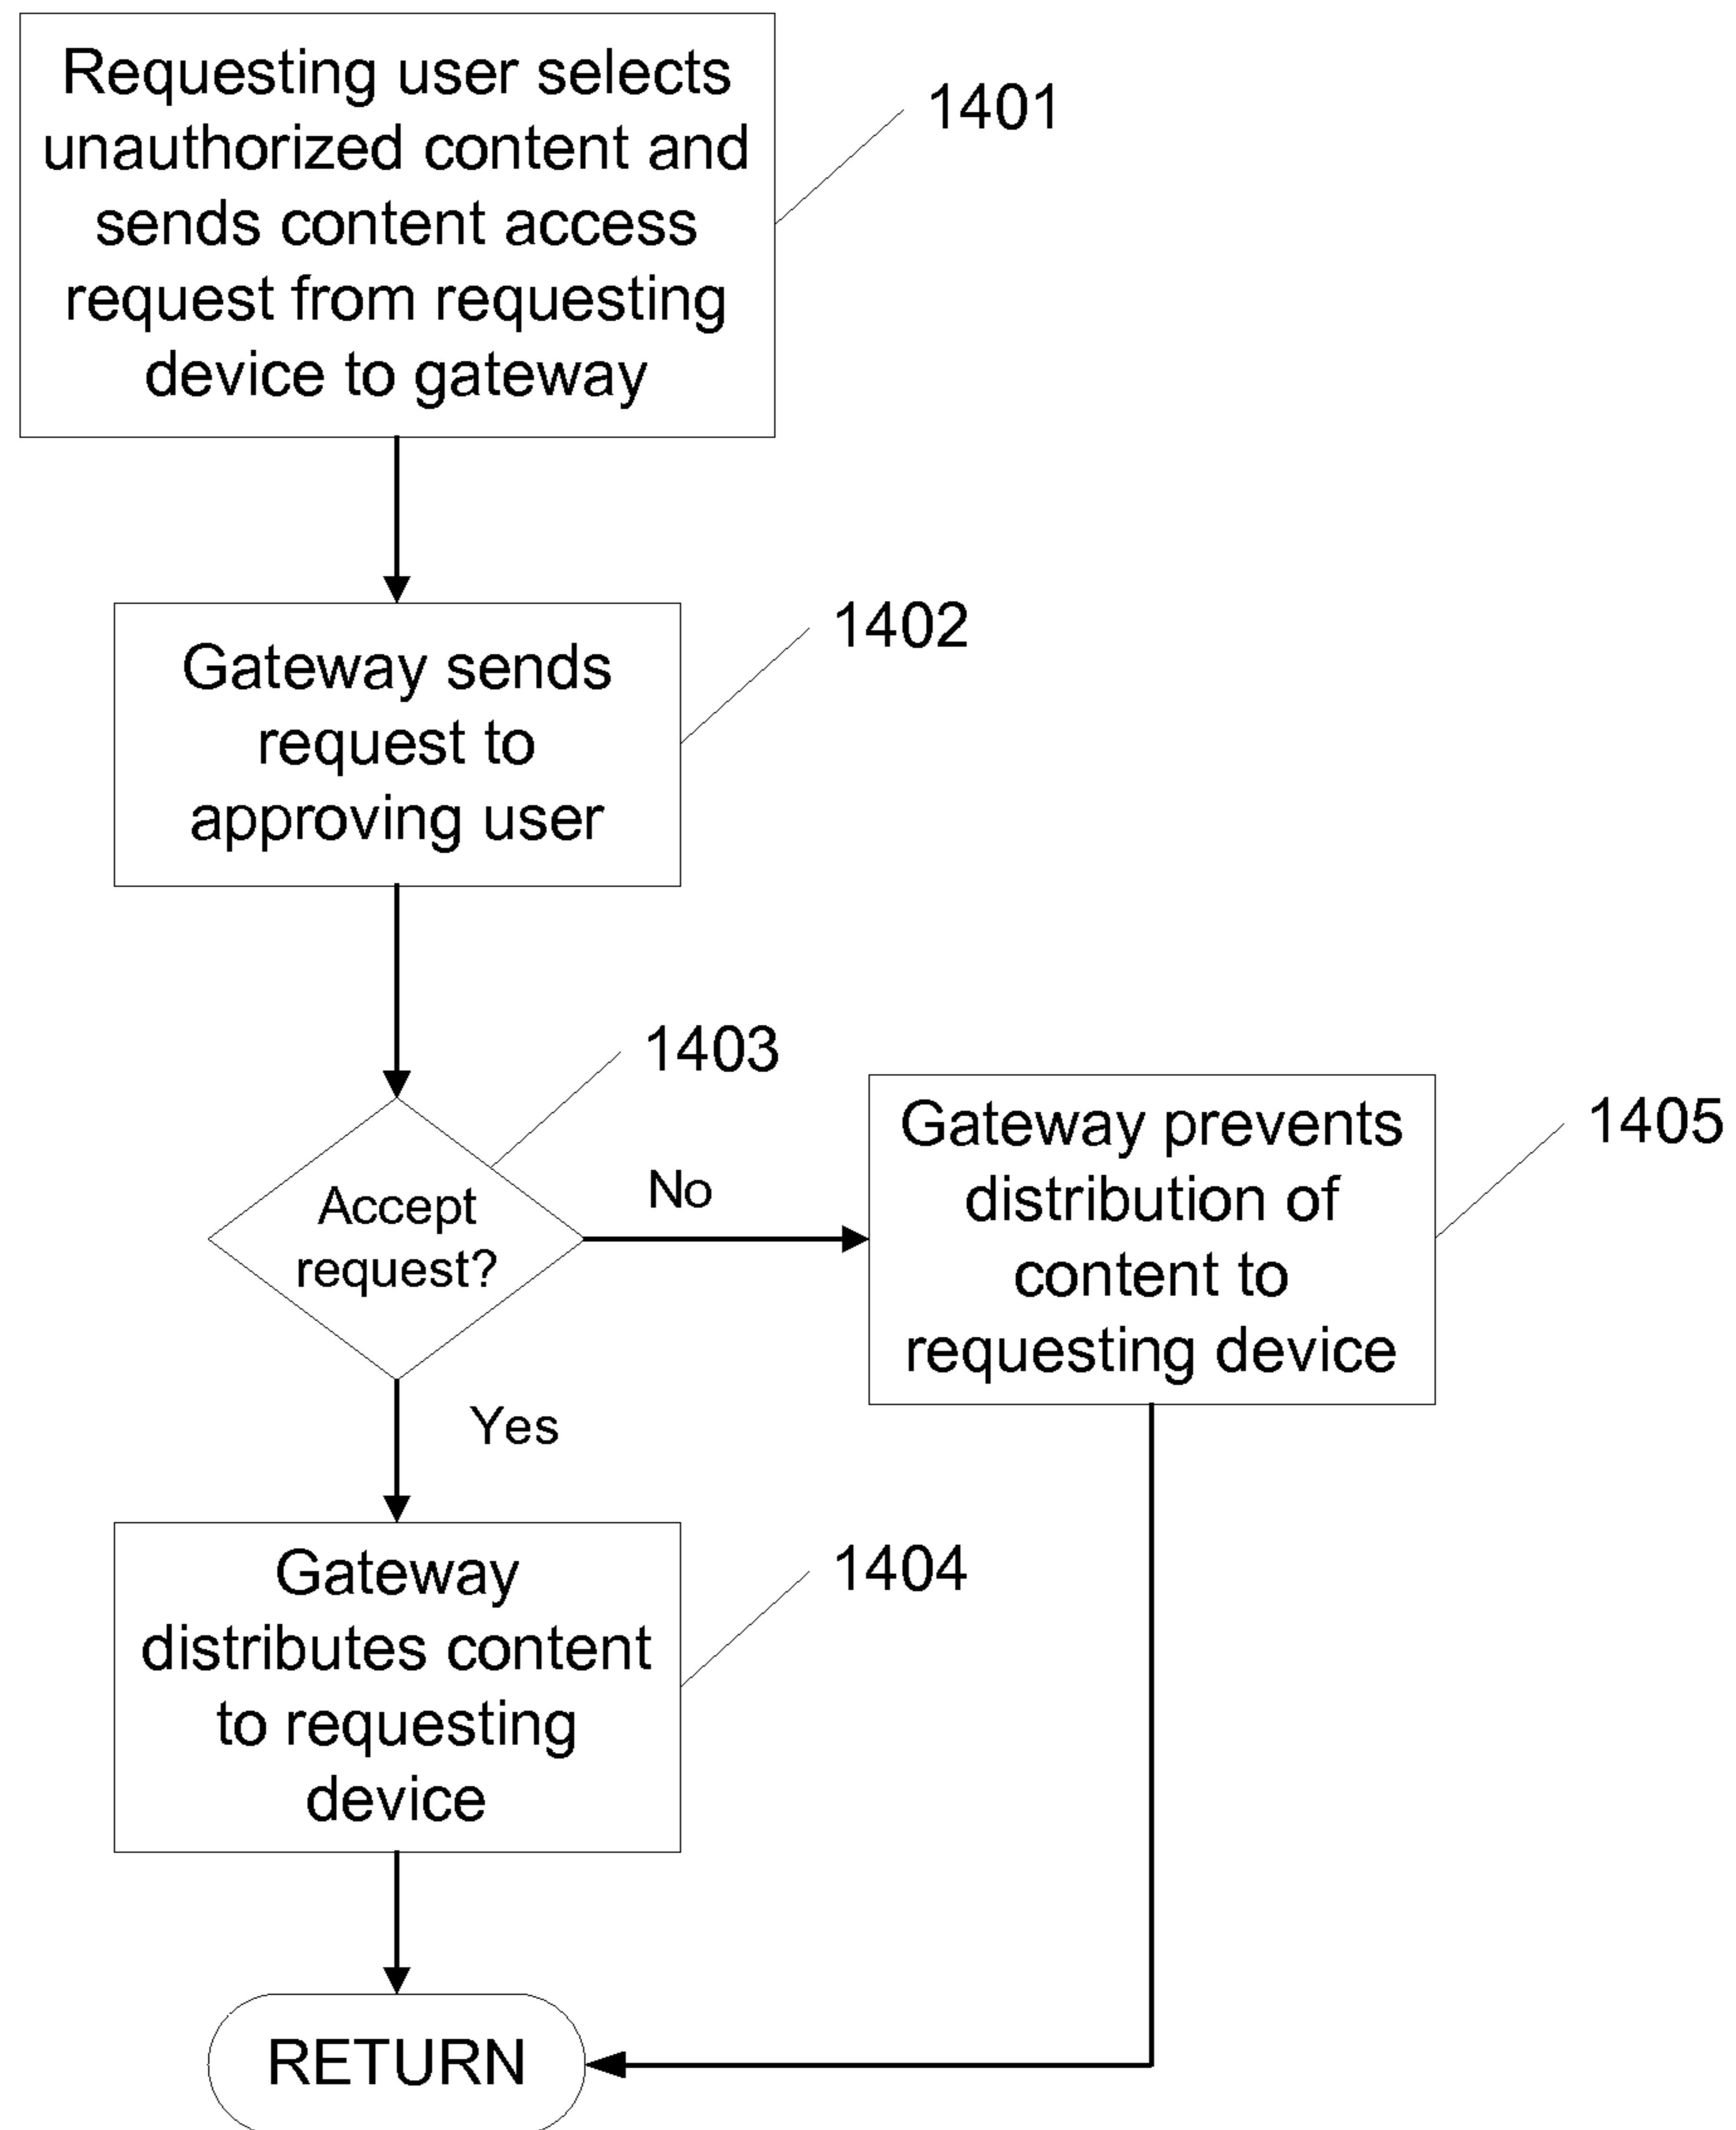 Requesting user selects
unauthorized content and
sends content access
request from requesting
device to gateway
1401
Gateway sends
request to
approving user
1402
Accept
request?
1403
No
Gateway prevents
distribution of
content to
requesting device
1405
Yes
Gateway
distributes content
to requesting
device
1404
RETURN